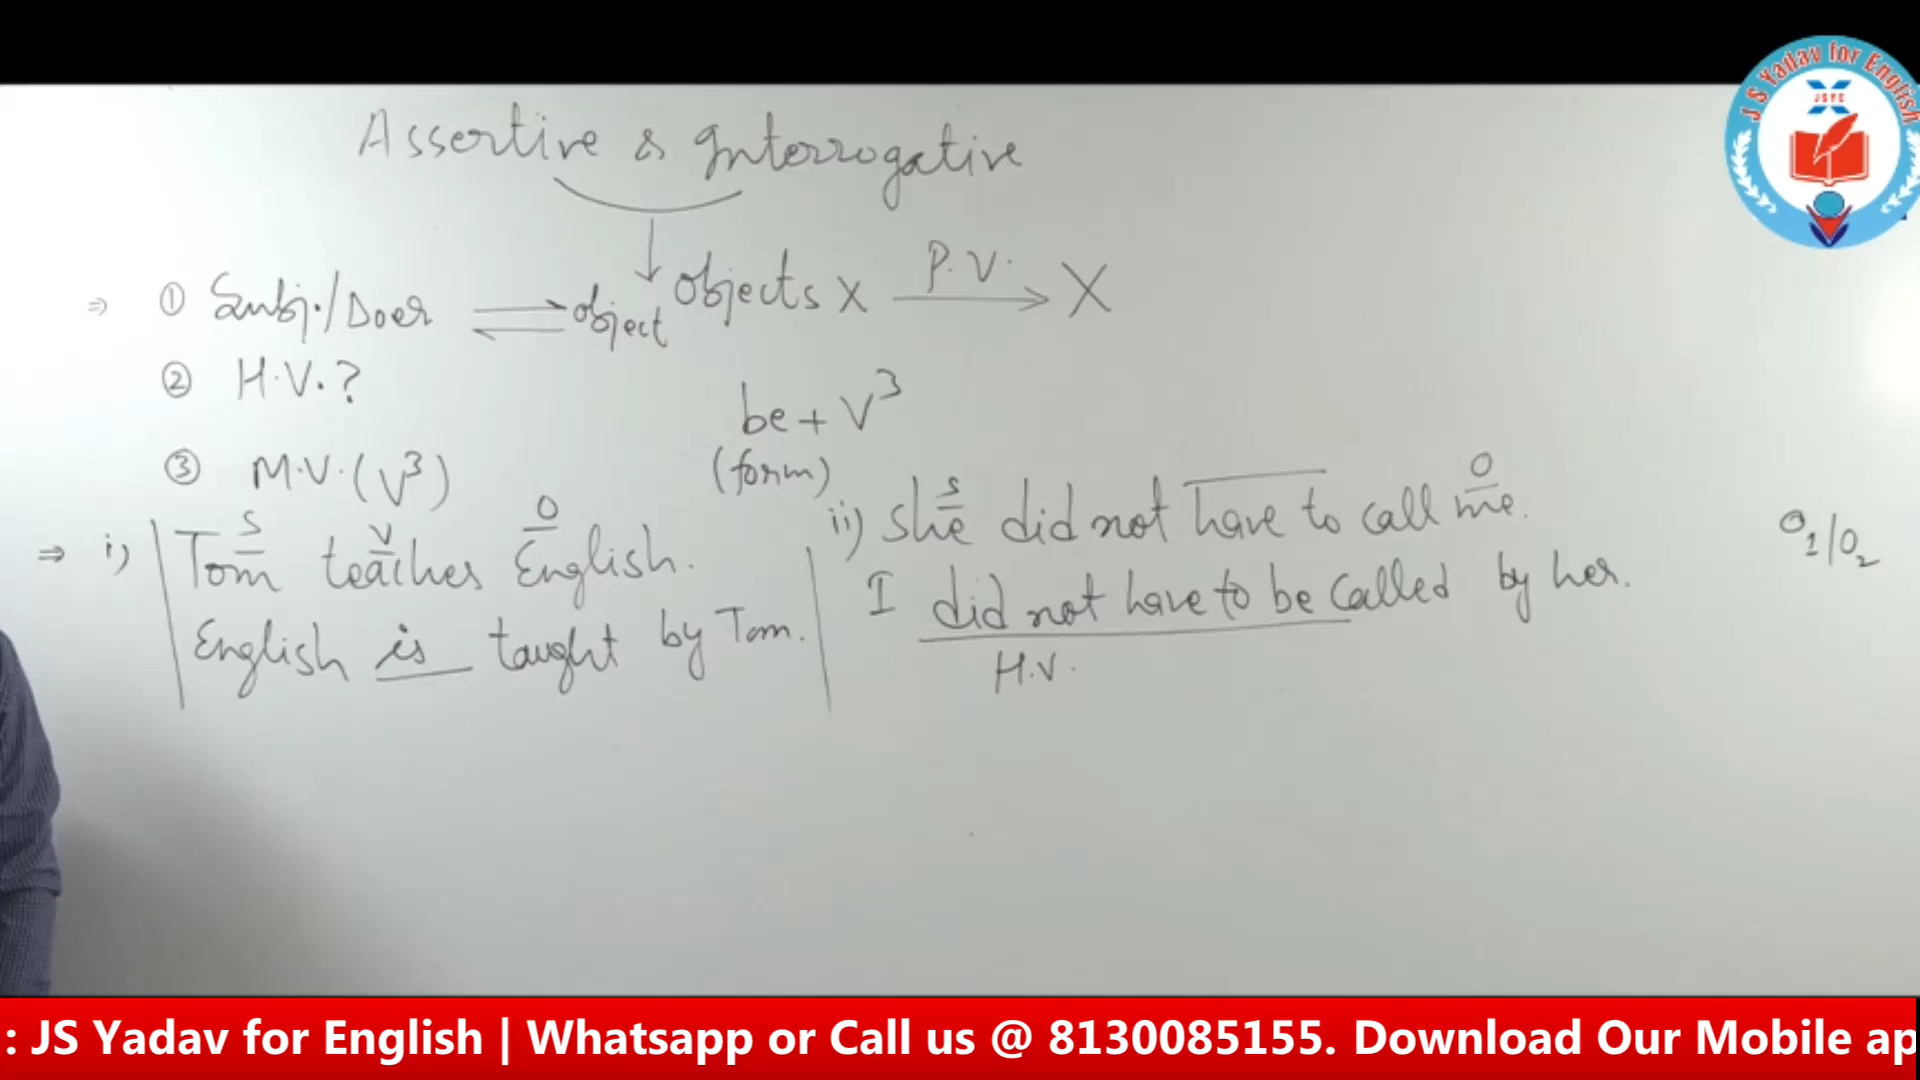 J S Yadav for English
JSYE
Assertive & Interrogative
Objects X P.V. X
⇒ ① Subj./Doer object
② H.V.?
be + V³
(form)
③ M.V. (V³)
S V O
⇒ i) Tom teaches English.
English is taught by Tom.
S O
ii) She did not have to call me.
I did not have to be called by her.
H.V.
O1/O2
: JS Yadav for English | Whatsapp or Call us @ 8130085155. Download Our Mobile ap